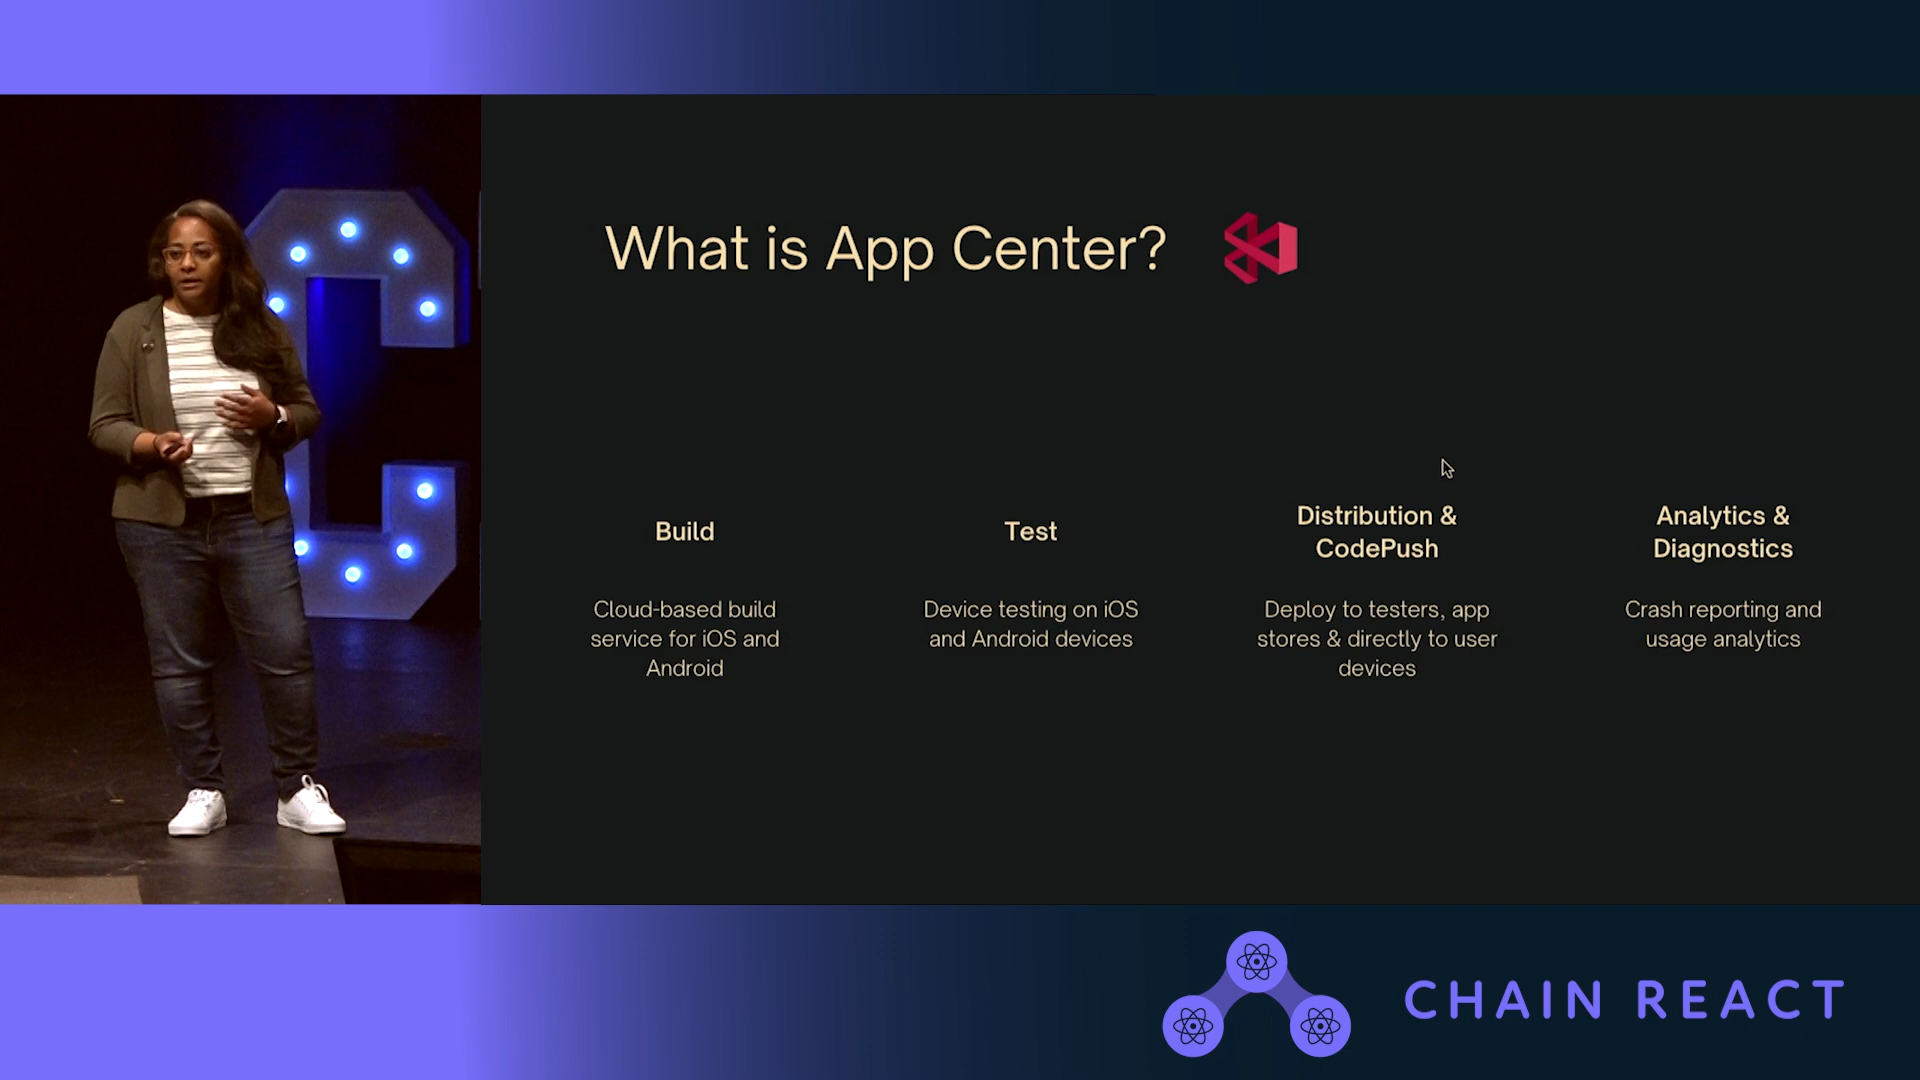 What is App Center?
Build
Cloud-based build
service for iOS and
Android
Test
Device testing on iOS
and Android devices
Distribution &
CodePush
Deploy to testers, app
stores & directly to user
devices
Analytics &
Diagnostics
Crash reporting and
usage analytics
C
CHAIN REACT